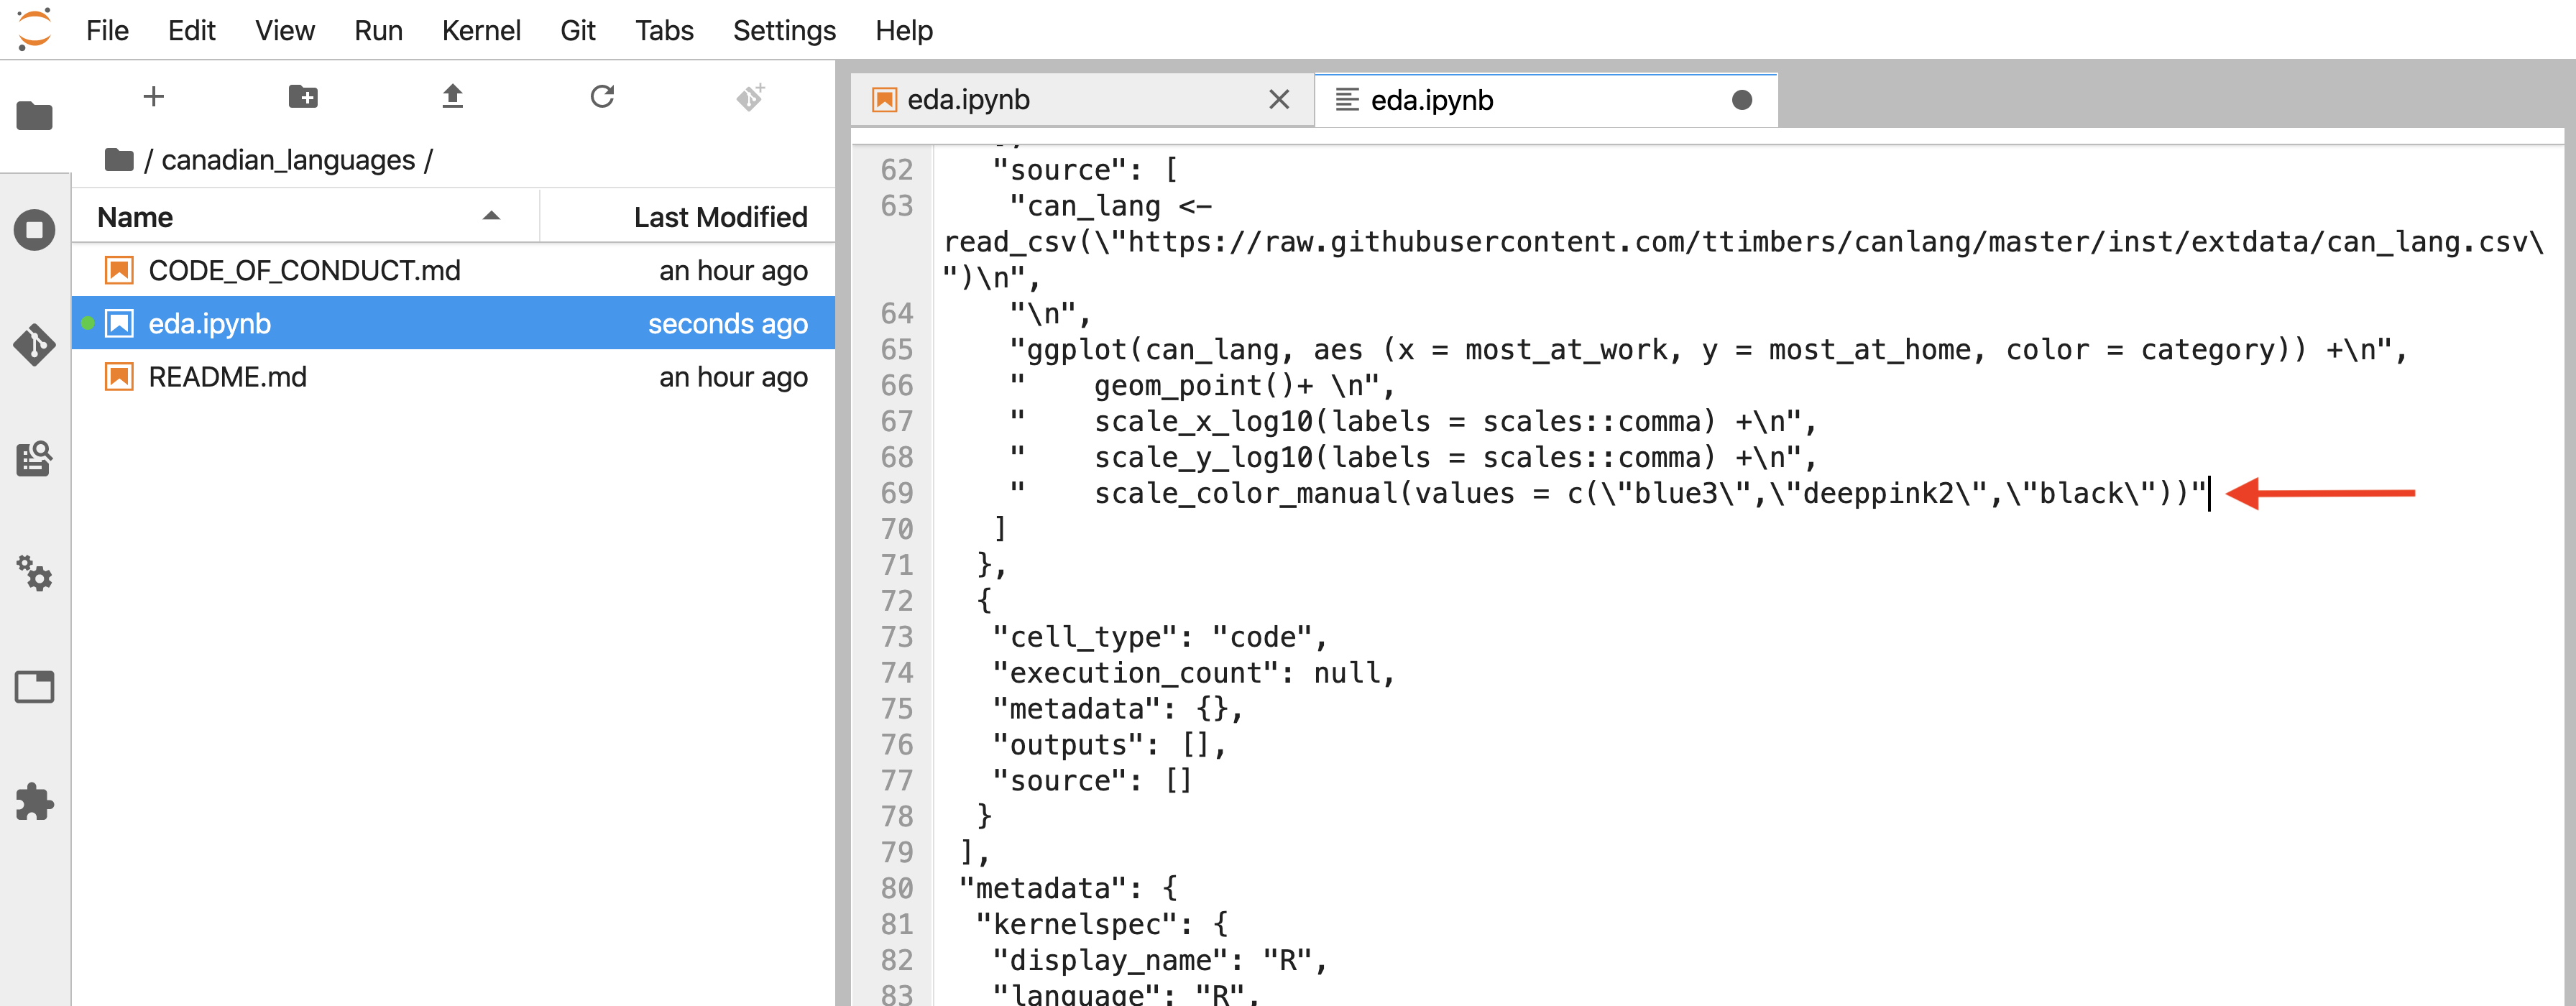 File Edit View Run Kernel Git Tabs Settings Help
/ canadian_languages /
Name Last Modified
CODE_OF_CONDUCT.md an hour ago
eda.ipynb seconds ago
README.md an hour ago
eda.ipynb eda.ipynb
62 "source": [
63 "can_lang <-
read_csv(\"https://raw.githubusercontent.com/ttimbers/canlang/master/inst/extdata/can_lang.csv\
")\n",
64 "\n",
65 "ggplot(can_lang, aes (x = most_at_work, y = most_at_home, color = category)) +\n",
66 "    geom_point()+ \n",
67 "    scale_x_log10(labels = scales::comma) +\n",
68 "    scale_y_log10(labels = scales::comma) +\n",
69 "    scale_color_manual(values = c(\"blue3\",\"deeppink2\",\"black\"))"
70 ]
71 },
72 {
73 "cell_type": "code",
74 "execution_count": null,
75 "metadata": {},
76 "outputs": [],
77 "source": []
78 }
79 ],
80 "metadata": {
81 "kernelspec": {
82 "display_name": "R",
83 "language": "R",